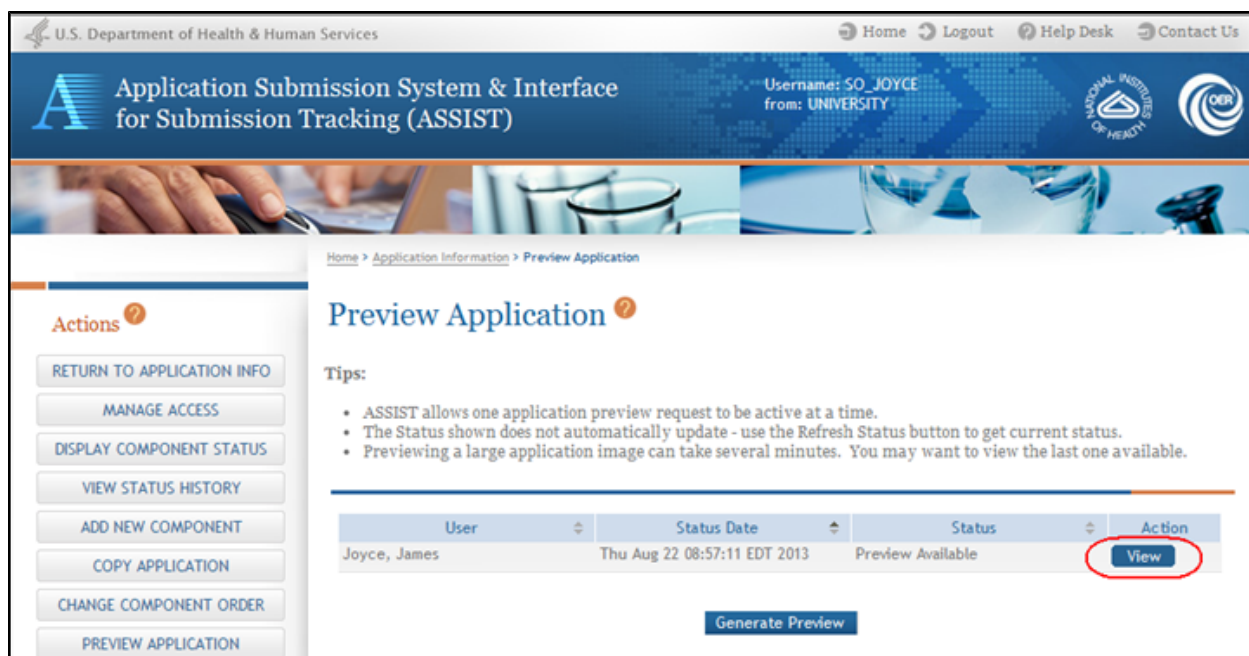 U.S. Department of Health & Human Services
Home Logout Help Desk Contact Us
A Application Submission System & Interface
for Submission Tracking (ASSIST)
Username: SO_JOYCE
from: UNIVERSITY
NATIONAL INSTITUTES OF HEALTH
OER
Home > Application Information > Preview Application
Actions ?
RETURN TO APPLICATION INFO
MANAGE ACCESS
DISPLAY COMPONENT STATUS
VIEW STATUS HISTORY
ADD NEW COMPONENT
COPY APPLICATION
CHANGE COMPONENT ORDER
PREVIEW APPLICATION
Preview Application ?
Tips:
• ASSIST allows one application preview request to be active at a time.
• The Status shown does not automatically update - use the Refresh Status button to get current status.
• Previewing a large application image can take several minutes. You may want to view the last one available.
User Status Date Status Action
Joyce, James Thu Aug 22 08:57:11 EDT 2013 Preview Available View
Generate Preview